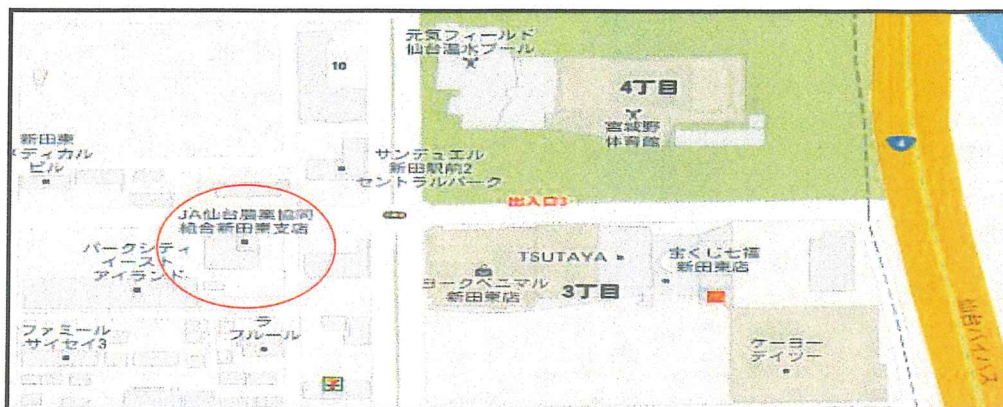 元気フィールド
仙台温水プール
10
4丁目
宮城野
体育館
4
新田東
ディカル
ビル
サンデュエル
新田駅前2
セントラルパーク
出入口3
JA仙台農業協同
組合新田東支店
パークシティ
イースト
アイランド
TSUTAYA
宝くじ七福
新田東店
ヨークベニマル
新田東店
3丁目
ファミール
サイセイ3
ラ
フルール
ケーヨー
デイツー
仙台バイパス